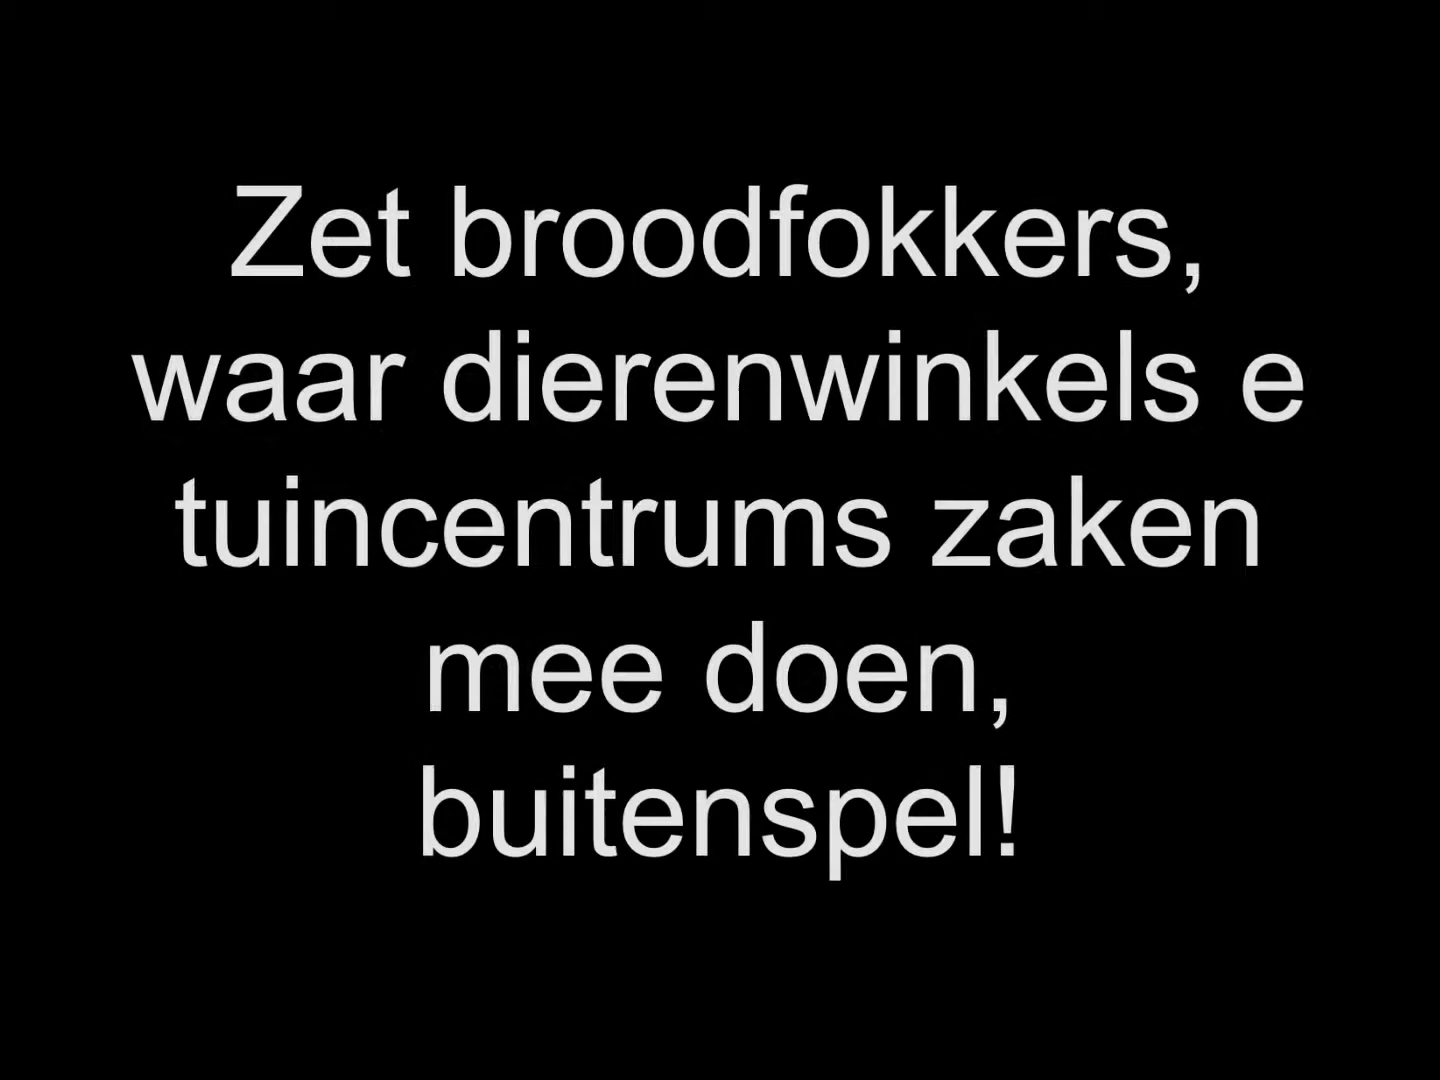 Zet broodfokkers,
waar dierenwinkels e
tuincentrums zaken
mee doen,
buitenspel!